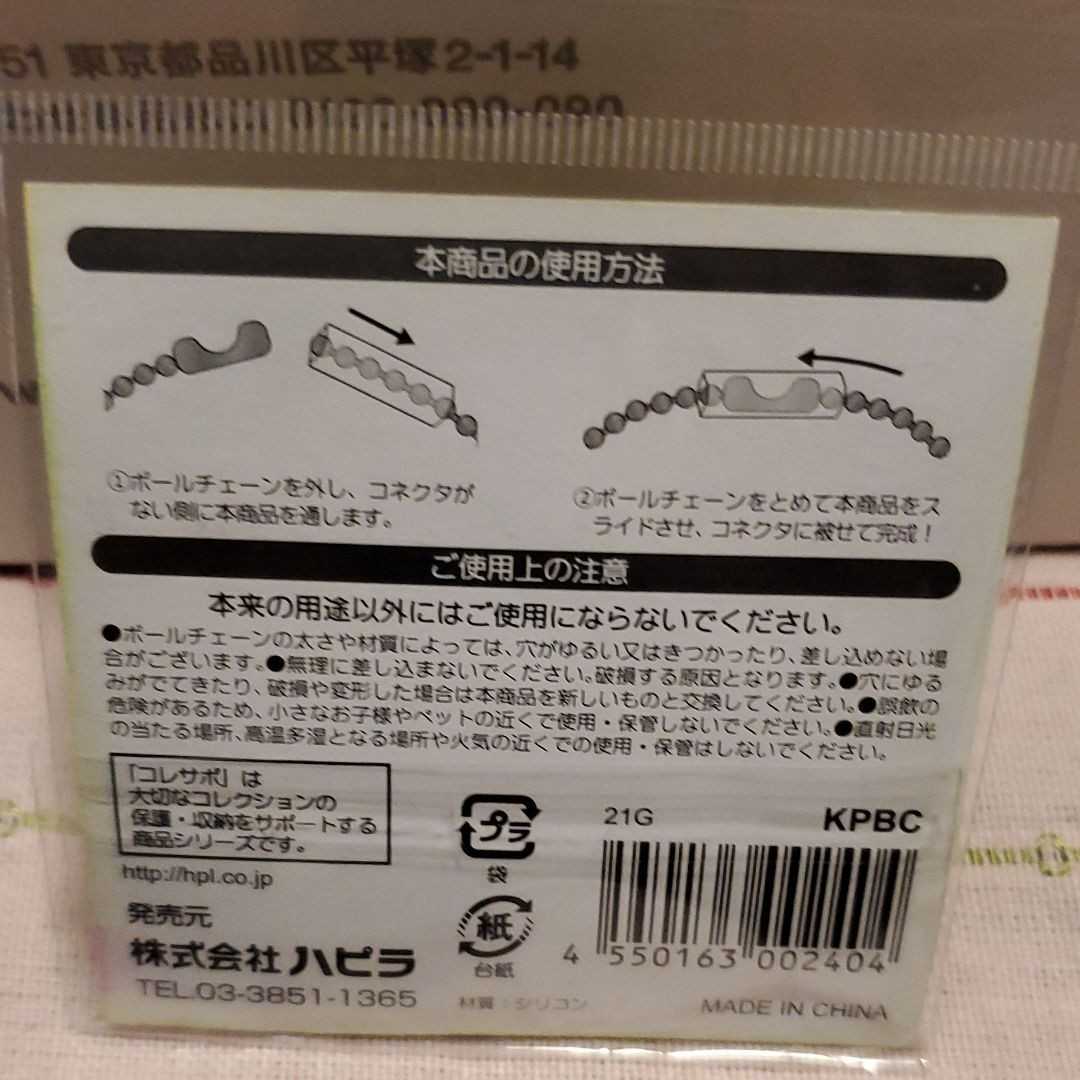 51 東京都品川区平塚2-1-14
本商品の使用方法
①ボールチェーンを外し、コネクタが
ない側に本商品を通します。
②ボールチェーンをとめて本商品をス
ライドさせ、コネクタに被せて完成!
ご使用上の注意
本来の用途以外にはご使用にならないでください。
●ボールチェーンの太さや材質によっては、穴がゆるい又はきつかったり、差し込めない場
合がございます。●無理に差し込まないでください。破損する原因となります。●穴にゆる
みがでてきたり、破損や変形した場合は本商品を新しいものと交換してください。●誤飲の
危険があるため、小さなお子様やペットの近くで使用・保管しないでください。●直射日光
の当たる場所、高温多湿となる場所や火気の近くでの使用・保管はしないでください。
「コレサポ」は
大切なコレクションの
保護・収納をサポートする
商品シリーズです。
http://hpl.co.jp
発売元
株式会社ハピラ
TEL.03-3851-1365
プラ
袋
紙
台紙
材質:シリコン
21G
KPBC
4 550163 002404
MADE IN CHINA